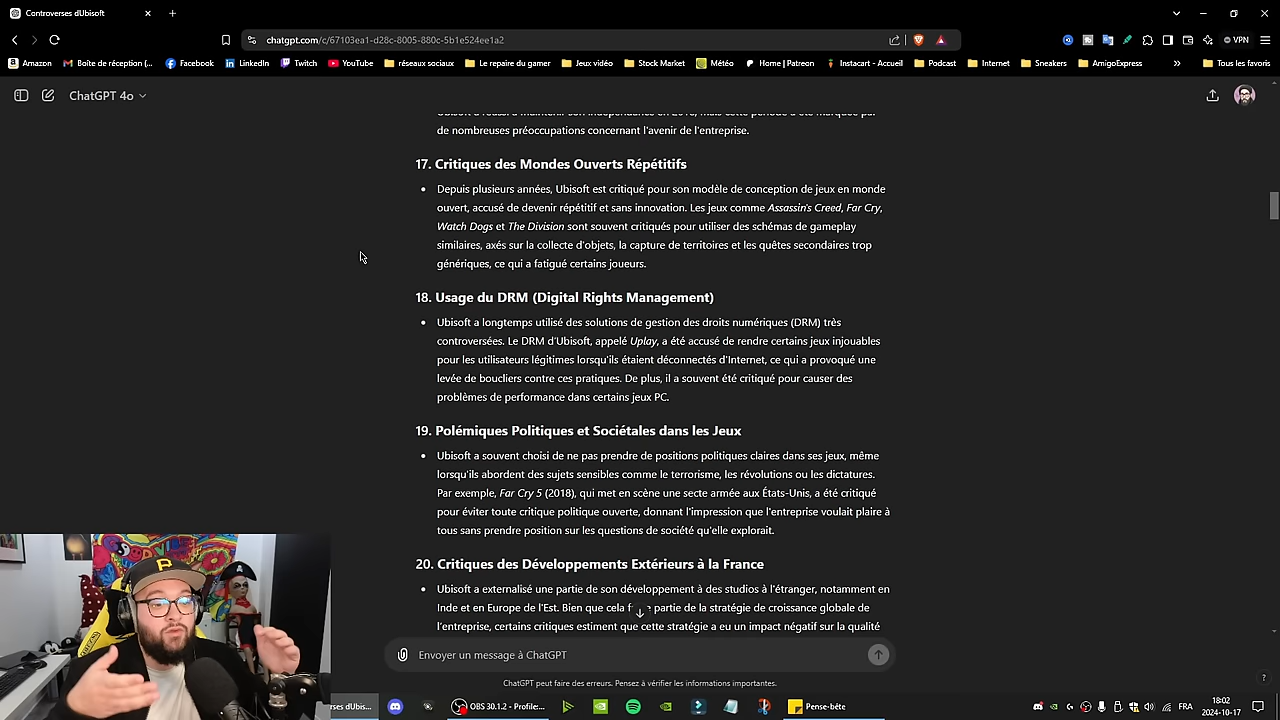 Controverses dUbisoft
chatgpt.com/c/67103ea1-d28c-8005-880c-5b1e524ee1a2
VPN
Amazon
Boîte de réception (...
Facebook
LinkedIn
Twitch
YouTube
réseaux sociaux
Le repaire du gamer
Jeux vidéo
Stock Market
Météo
Home | Patreon
Instacart - Accueil
Podcast
Internet
Sneakers
AmigoExpress
Tous les favoris
ChatGPT 4o
de nombreuses préoccupations concernant l'avenir de l'entreprise.
17. Critiques des Mondes Ouverts Répétitifs
Depuis plusieurs années, Ubisoft est critiqué pour son modèle de conception de jeux en monde
ouvert, accusé de devenir répétitif et sans innovation. Les jeux comme Assassin's Creed, Far Cry,
Watch Dogs et The Division sont souvent critiqués pour utiliser des schémas de gameplay
similaires, axés sur la collecte d'objets, la capture de territoires et les quêtes secondaires trop
génériques, ce qui a fatigué certains joueurs.
18. Usage du DRM (Digital Rights Management)
Ubisoft a longtemps utilisé des solutions de gestion des droits numériques (DRM) très
controversées. Le DRM d'Ubisoft, appelé Uplay, a été accusé de rendre certains jeux injouables
pour les utilisateurs légitimes lorsqu'ils étaient déconnectés d'Internet, ce qui a provoqué une
levée de boucliers contre ces pratiques. De plus, il a souvent été critiqué pour causer des
problèmes de performance dans certains jeux PC.
19. Polémiques Politiques et Sociétales dans les Jeux
Ubisoft a souvent choisi de ne pas prendre de positions politiques claires dans ses jeux, même
lorsqu'ils abordent des sujets sensibles comme le terrorisme, les révolutions ou les dictatures.
Par exemple, Far Cry 5 (2018), qui met en scène une secte armée aux États-Unis, a été critiqué
pour éviter toute critique politique ouverte, donnant l'impression que l'entreprise voulait plaire à
tous sans prendre position sur les questions de société qu'elle explorait.
20. Critiques des Développements Extérieurs à la France
Ubisoft a externalisé une partie de son développement à des studios à l'étranger, notamment en
Inde et en Europe de l'Est. Bien que cela partie de la stratégie de croissance globale de
l'entreprise, certains critiques estiment que cette stratégie a eu un impact négatif sur la qualité
Envoyer un message à ChatGPT
ChatGPT peut faire des erreurs. Pensez à vérifier les informations importantes.
rses dUbis...
OBS 30.1.2 - Profile:...
Pense-bête
FRA
18:02
2024-10-17